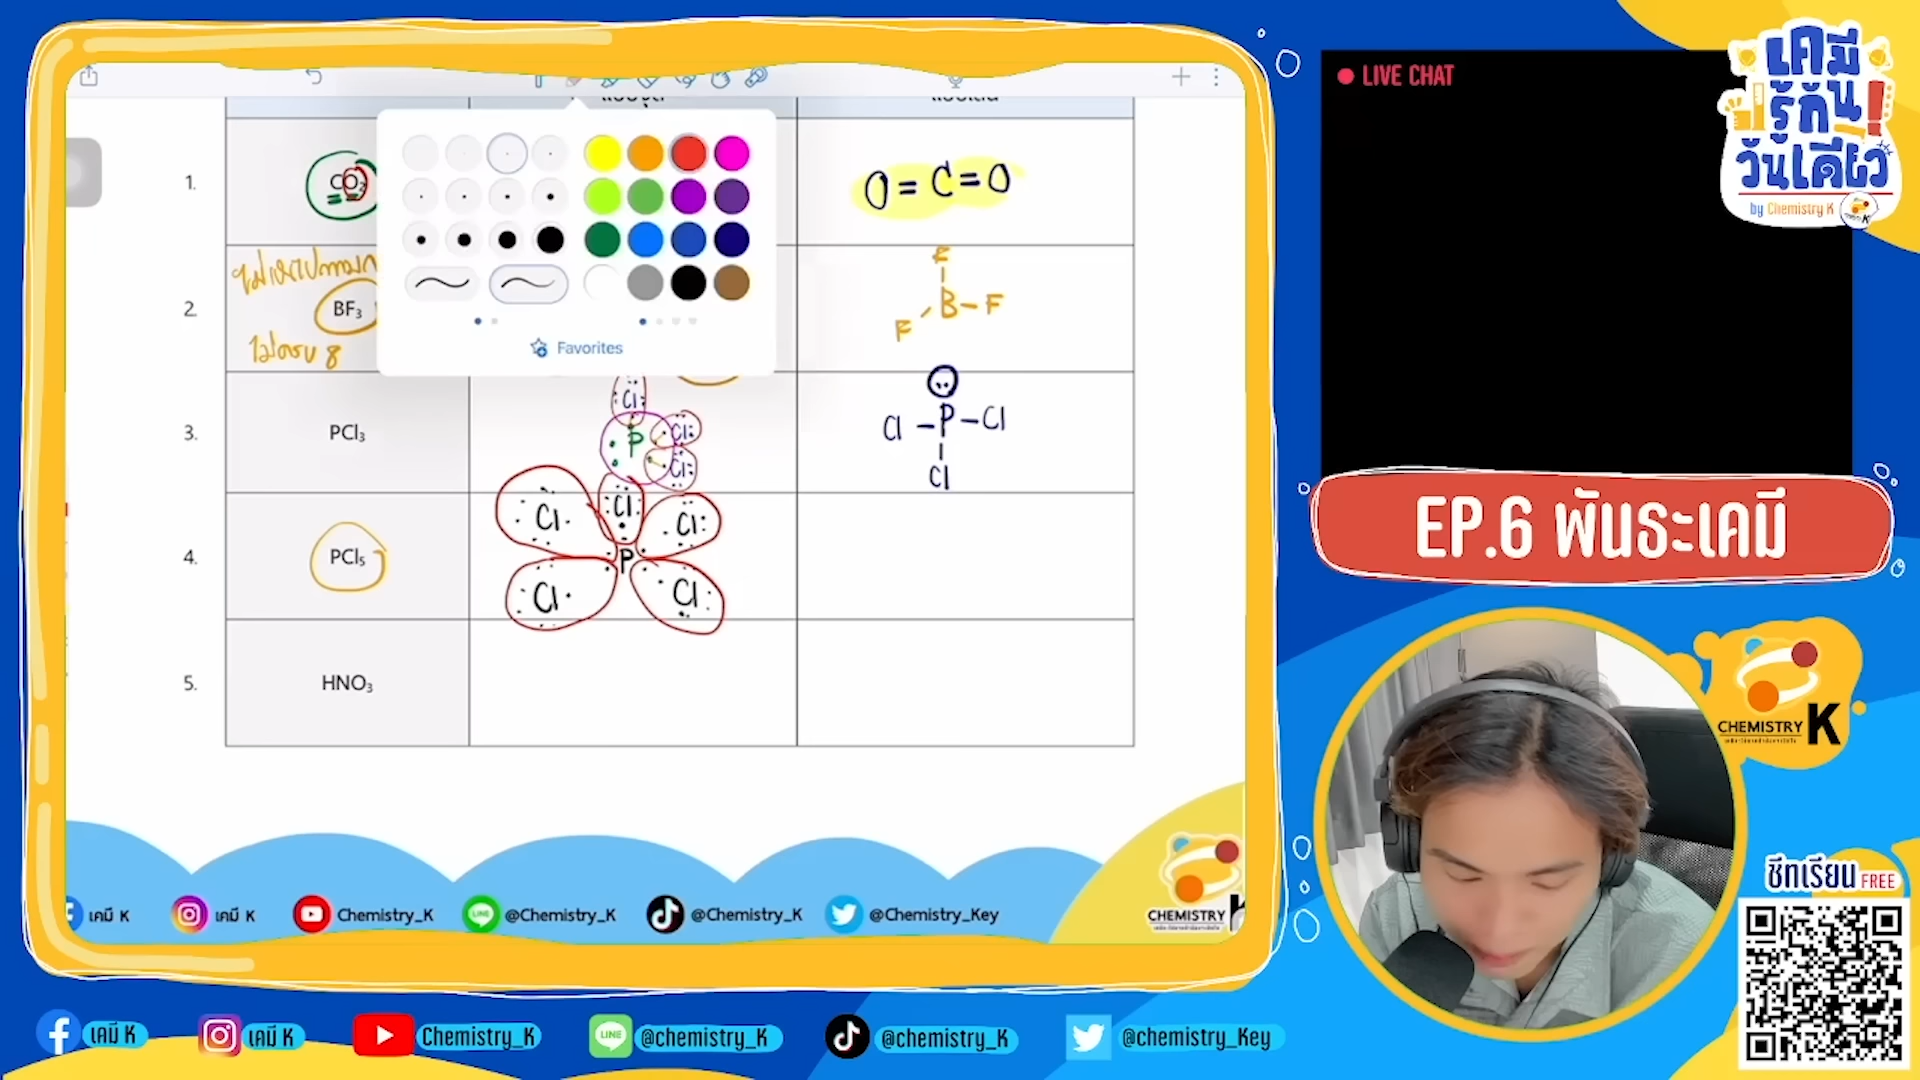 LIVE CHAT
เคมี
รู้กัน
วันเดียว!
by Chemistry K
1.
CO₂
O=C=O
2.
BF₃
ไม่ครบ 8
F
B-F
F
3.
PCl₃
Cl
P Cl
Cl
Cl-P-Cl
Cl
4.
PCl₅
Cl Cl Cl
P
Cl Cl
5.
HNO₃
Favorites
EP.6 พันธะเคมี
CHEMISTRY K
ชีทเรียน FREE
เคมี K
เคมี K
Chemistry_K
@Chemistry_K
@Chemistry_K
@Chemistry_Key
CHEMISTRY K
เคมี K
เคมี K
Chemistry_K
@chemistry_K
@chemistry_K
@chemistry_Key